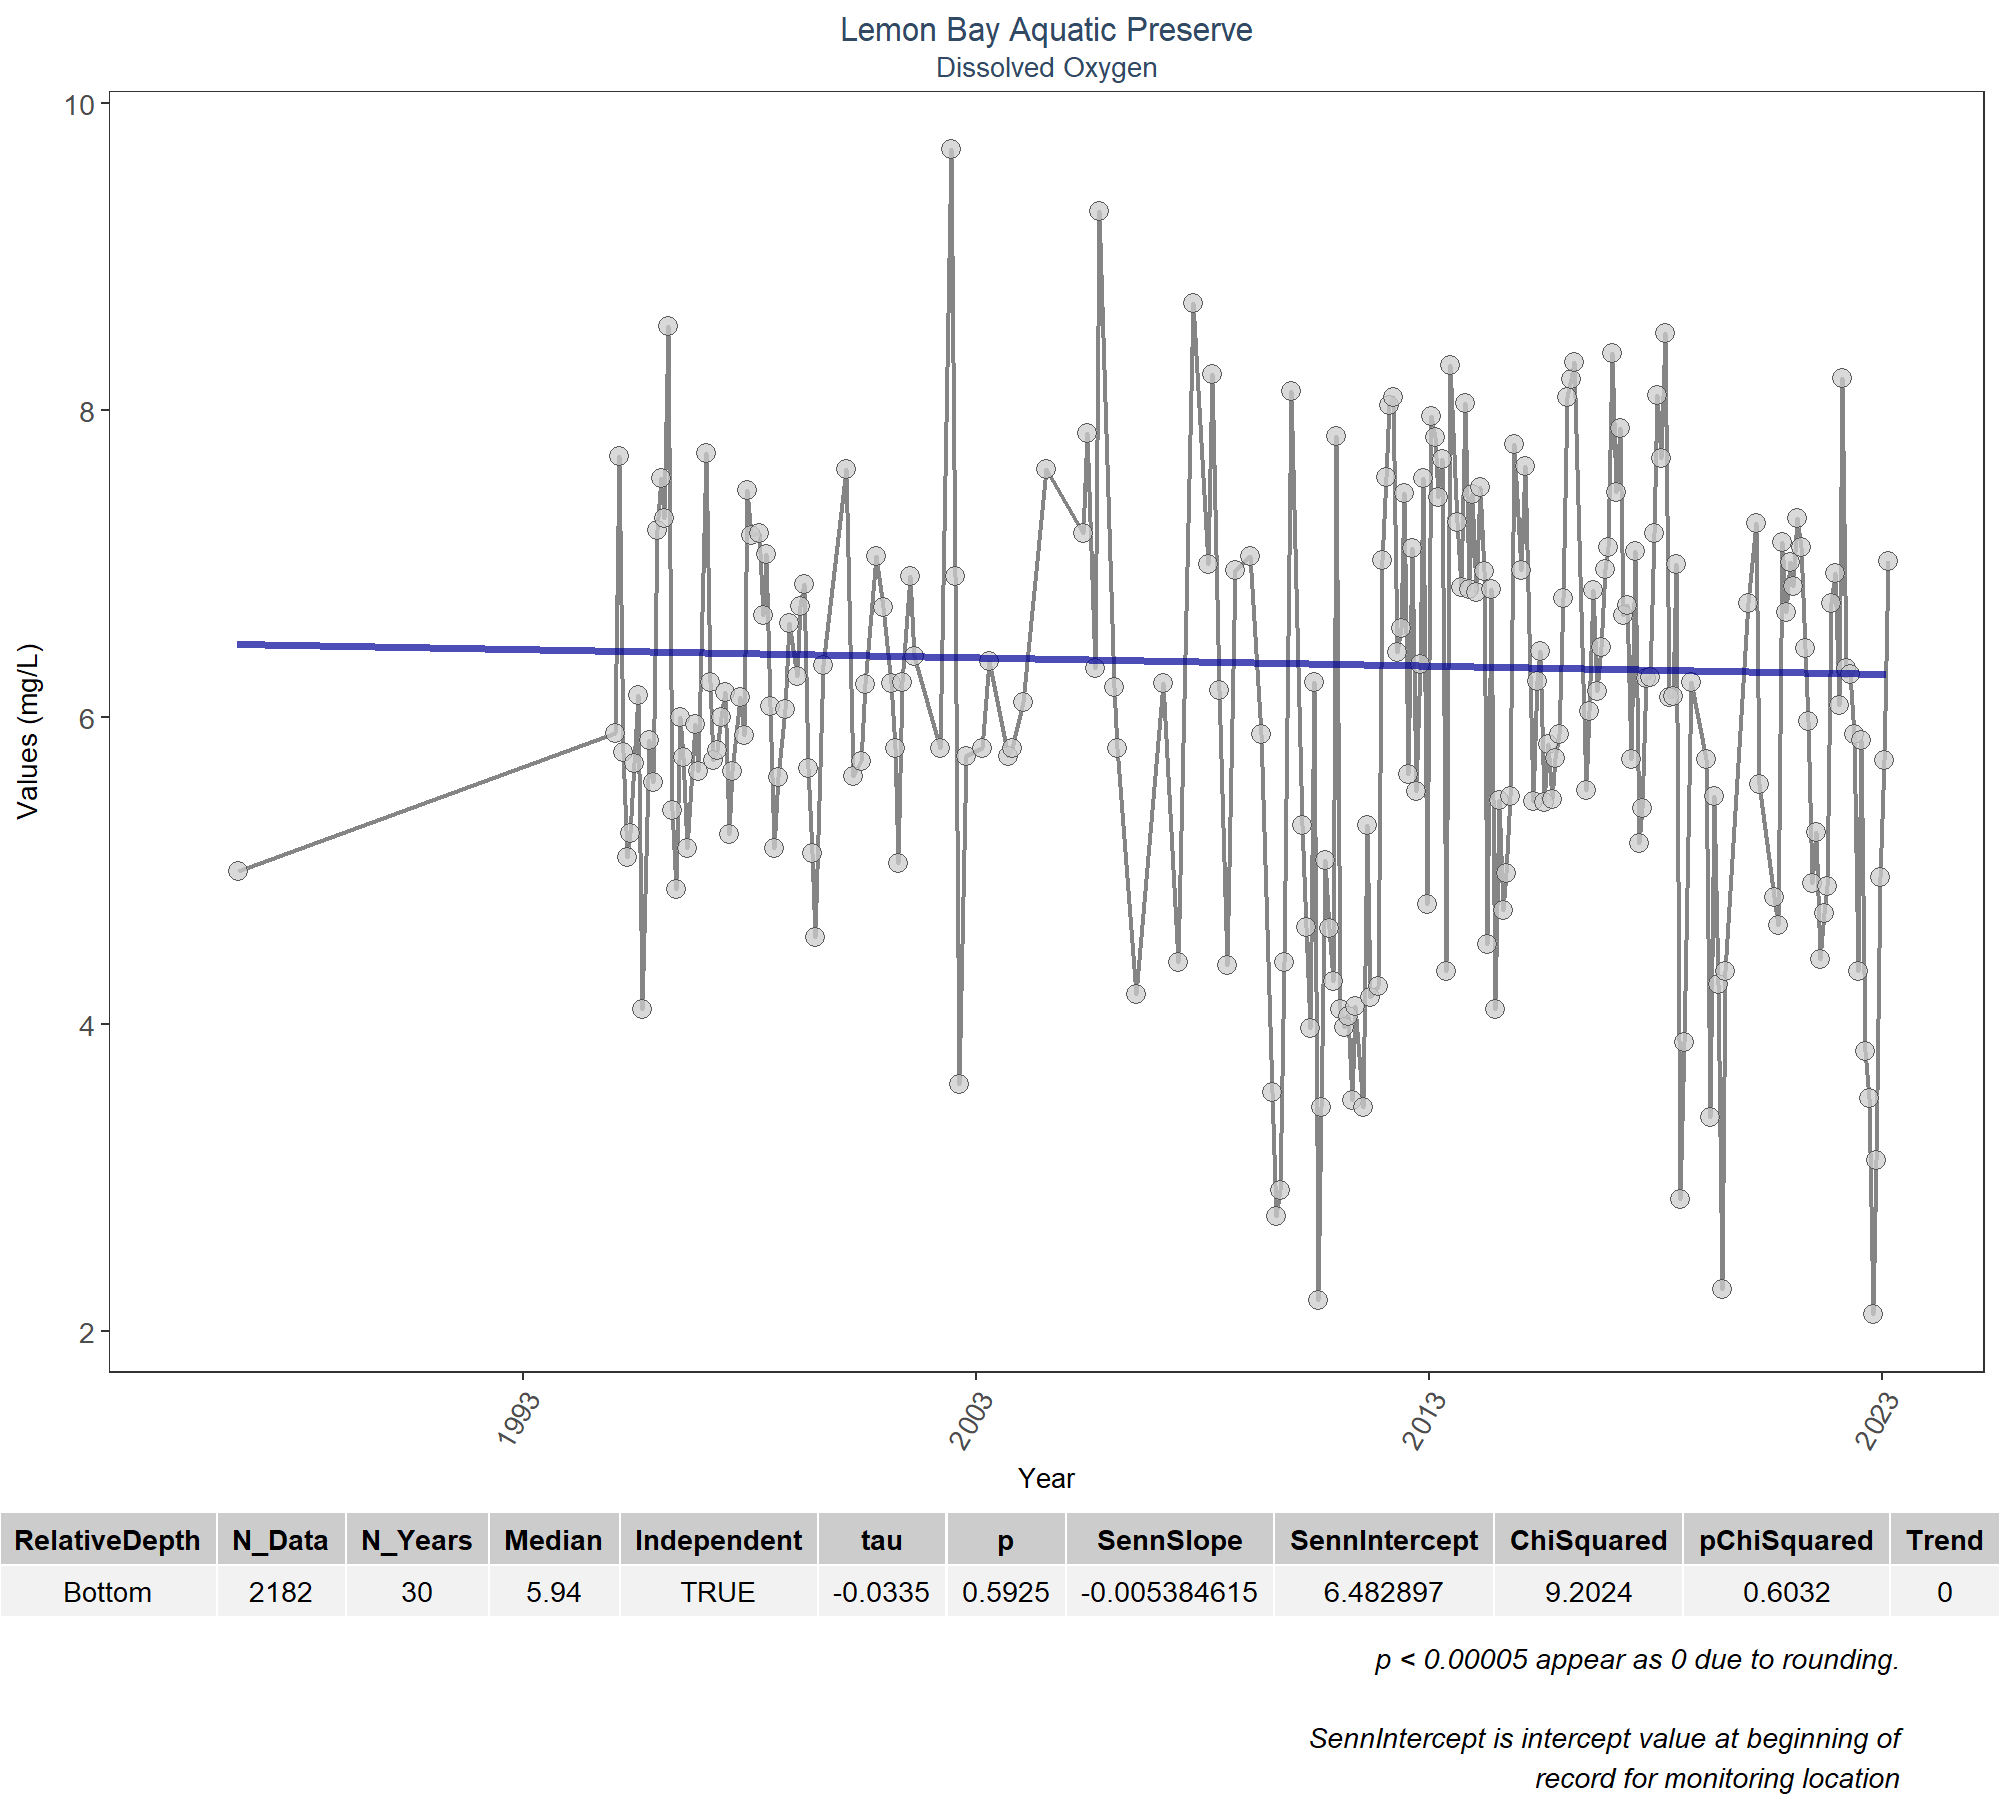 Lemon Bay Aquatic Preserve
Dissolved Oxygen
10
8
6
4
2
Values (mg/L)
1993
2003
2013
2023
Year
RelativeDepth N_Data N_Years Median Independent tau p SennSlope SennIntercept ChiSquared pChiSquared Trend
Bottom 2182 30 5.94 TRUE -0.0335 0.5925 -0.005384615 6.482897 9.2024 0.6032 0
p < 0.00005 appear as 0 due to rounding.
SennIntercept is intercept value at beginning of
record for monitoring location